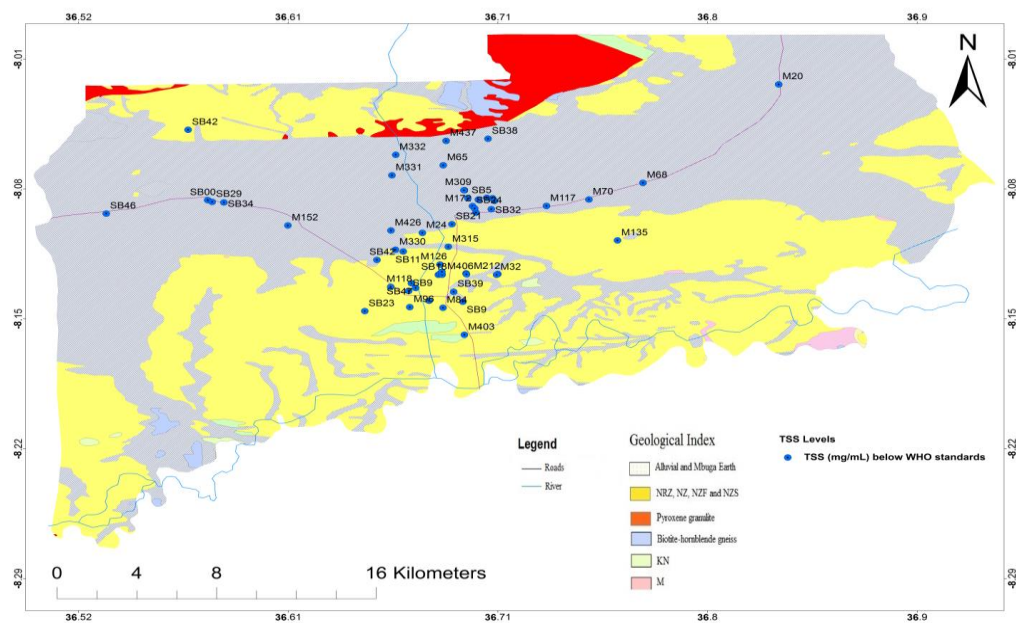 36.52 36.61 36.71 36.8 36.9
-8.01 -8.01
N
M20
SB42
SB38
M437
M332
M65
M331
M68
-8.08 -8.08
M309
SB5
SB00 SB29
M70
M172 SB24
M117
SB34
SB32
SB46
SB21
M152
M426 M24
M135
M330
M315
SB42 SB11 M126
SB18 M406 M212 M32
M118 SB9
SB47
SB39
SB23
M96 M84
SB9
-8.15 -8.15
M403
-8.22 -8.22
Legend
Roads
River
Geological Index
Alluvial and Mbuga Earth
NRZ, NZ, NZF and NZS
Pyroxene granulite
Biotite-hornblende gneiss
KN
M
TSS Levels
TSS (mg/mL) below WHO standards
0 4 8 16 Kilometers
-8.29 -8.29
36.52 36.61 36.71 36.8 36.9